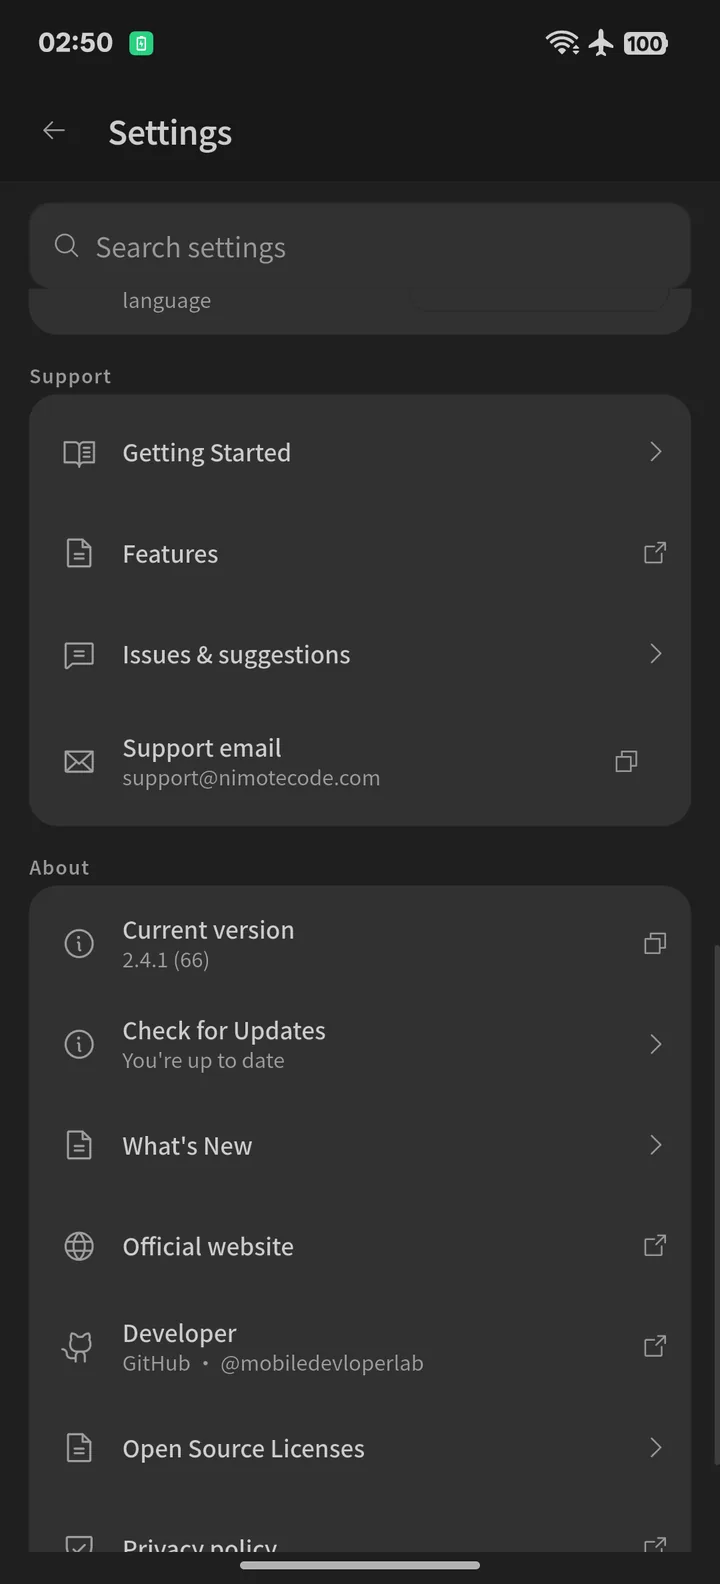 02:50
100
Settings
Search settings
language
Support
Getting Started
Features
Issues & suggestions
Support email
support@nimotecode.com
About
Current version
2.4.1 (66)
Check for Updates
You're up to date
What's New
Official website
Developer
GitHub • @mobiledevloperlab
Open Source Licenses
Privacy policy